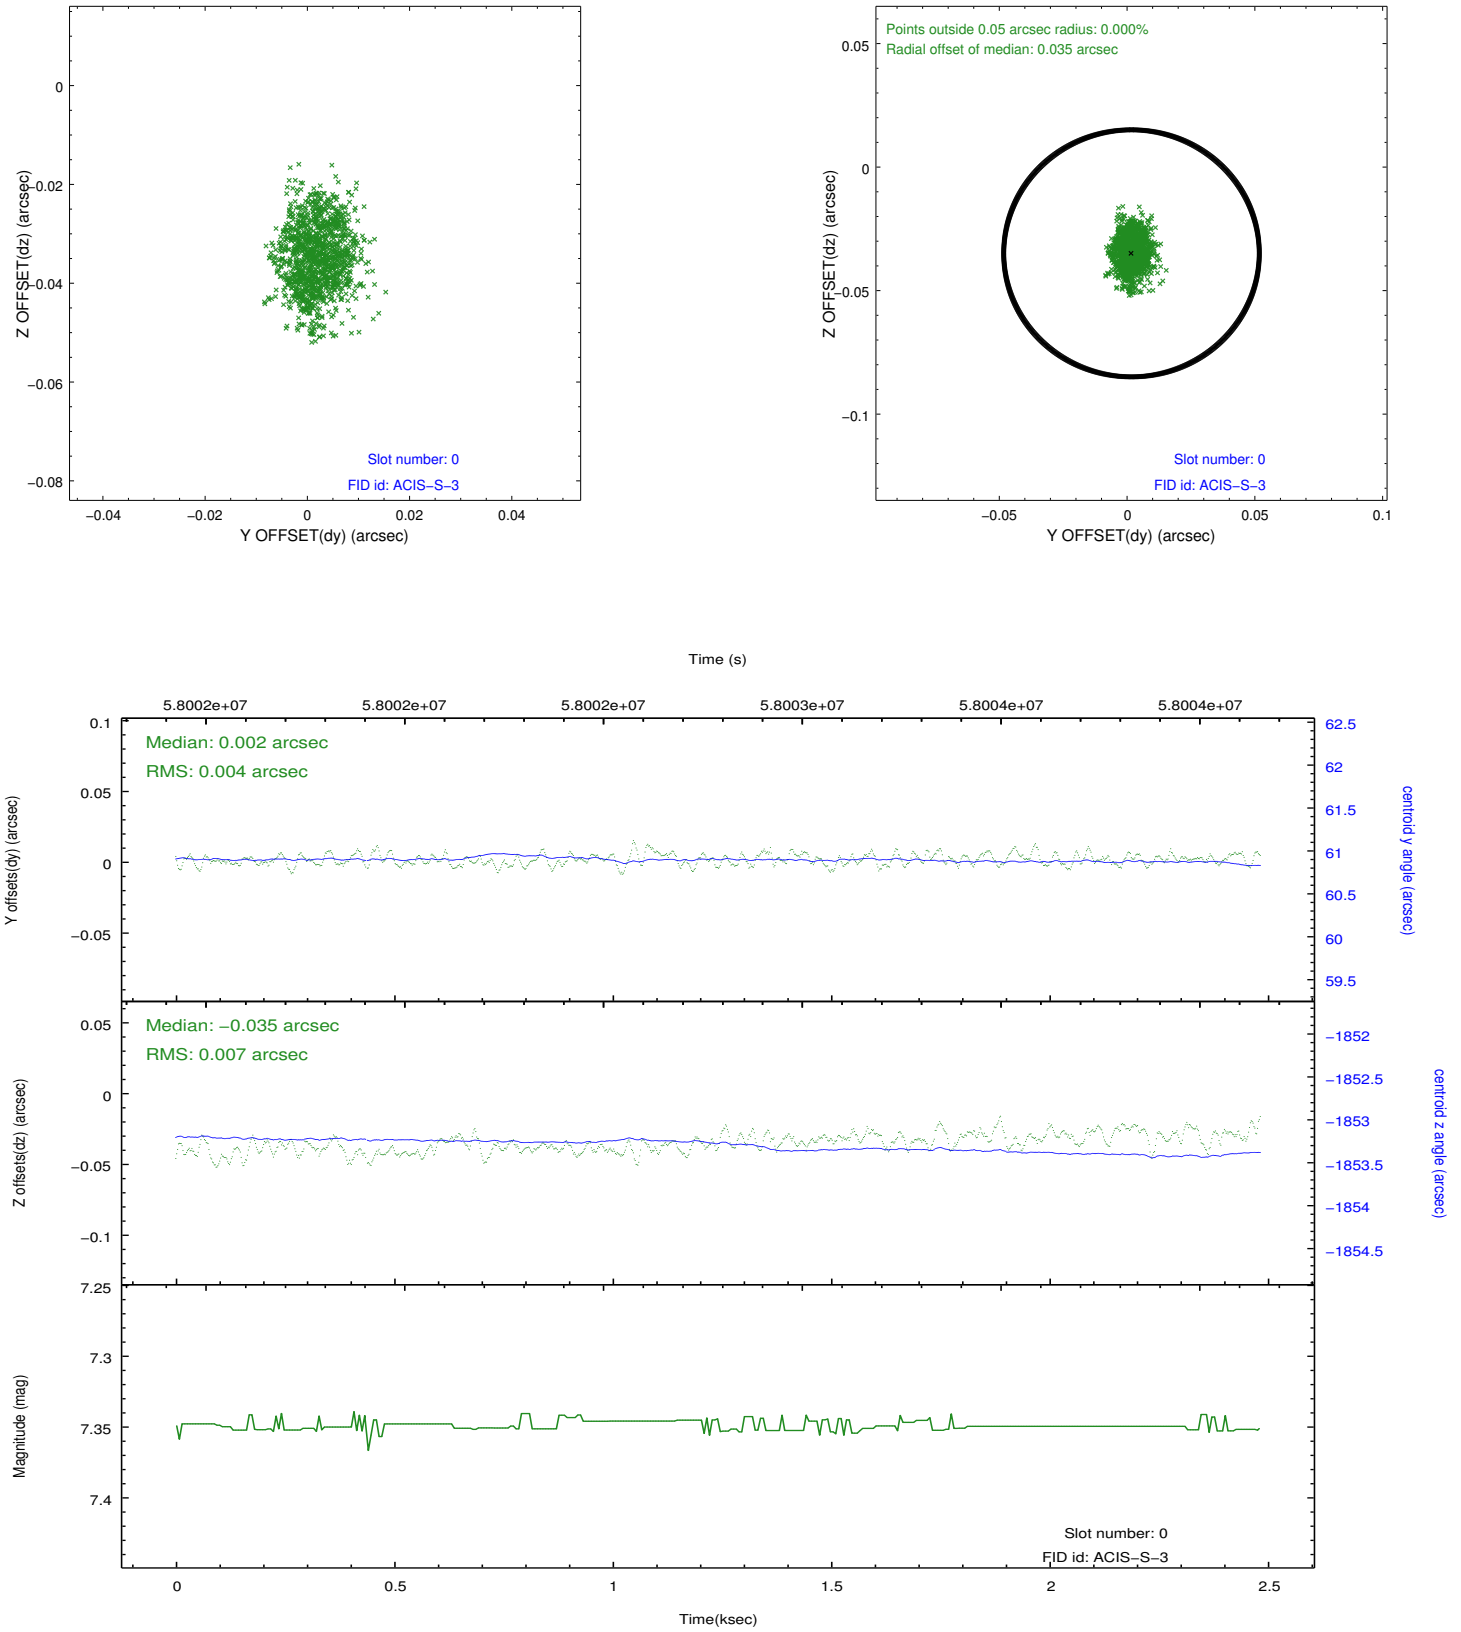 0
−0.02
−0.04
−0.06
−0.08
Z OFFSET(dz) (arcsec)
−0.04
−0.02
0
0.02
0.04
Y OFFSET(dy) (arcsec)
Slot number: 0
FID id: ACIS−S−3
Points outside 0.05 arcsec radius: 0.000%
Radial offset of median: 0.035 arcsec
0.05
0
−0.05
−0.1
Z OFFSET(dz) (arcsec)
−0.05
0
0.05
0.1
Y OFFSET(dy) (arcsec)
Slot number: 0
FID id: ACIS−S−3
Time (s)
5.8002e+07
5.8002e+07
5.8002e+07
5.8003e+07
5.8004e+07
5.8004e+07
Median: 0.002 arcsec
RMS: 0.004 arcsec
0.1
0.05
0
−0.05
Y offsets(dy) (arcsec)
62.5
62
61.5
61
60.5
60
59.5
centroid y angle (arcsec)
Median: −0.035 arcsec
RMS: 0.007 arcsec
0.05
0
−0.05
−0.1
Z offsets(dz) (arcsec)
−1852
−1852.5
−1853
−1853.5
−1854
−1854.5
centroid z angle (arcsec)
7.25
7.3
7.35
7.4
Magnitude (mag)
Slot number: 0
FID id: ACIS−S−3
0
0.5
1
1.5
2
2.5
Time(ksec)